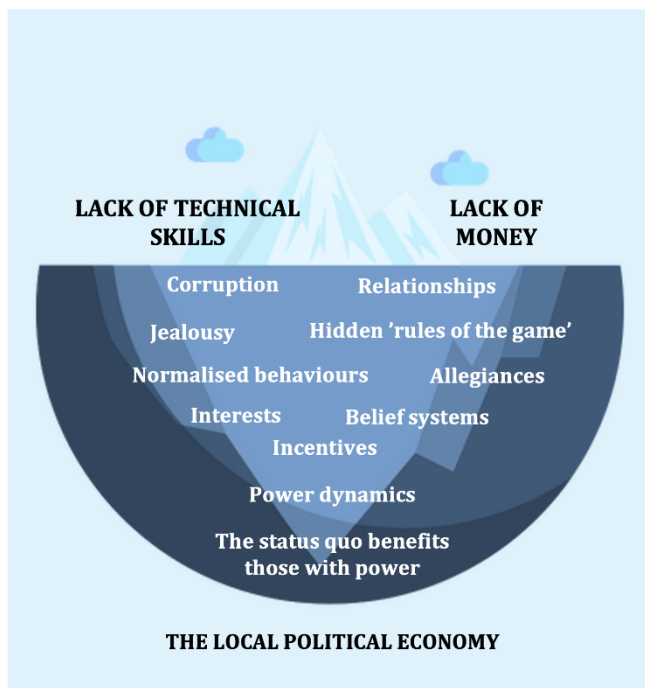 LACK OF TECHNICAL
SKILLS
LACK OF
MONEY
Corruption
Relationships
Jealousy
Hidden ’rules of the game’
Normalised behaviours
Allegiances
Interests
Belief systems
Incentives
Power dynamics
The status quo benefits
those with power
THE LOCAL POLITICAL ECONOMY